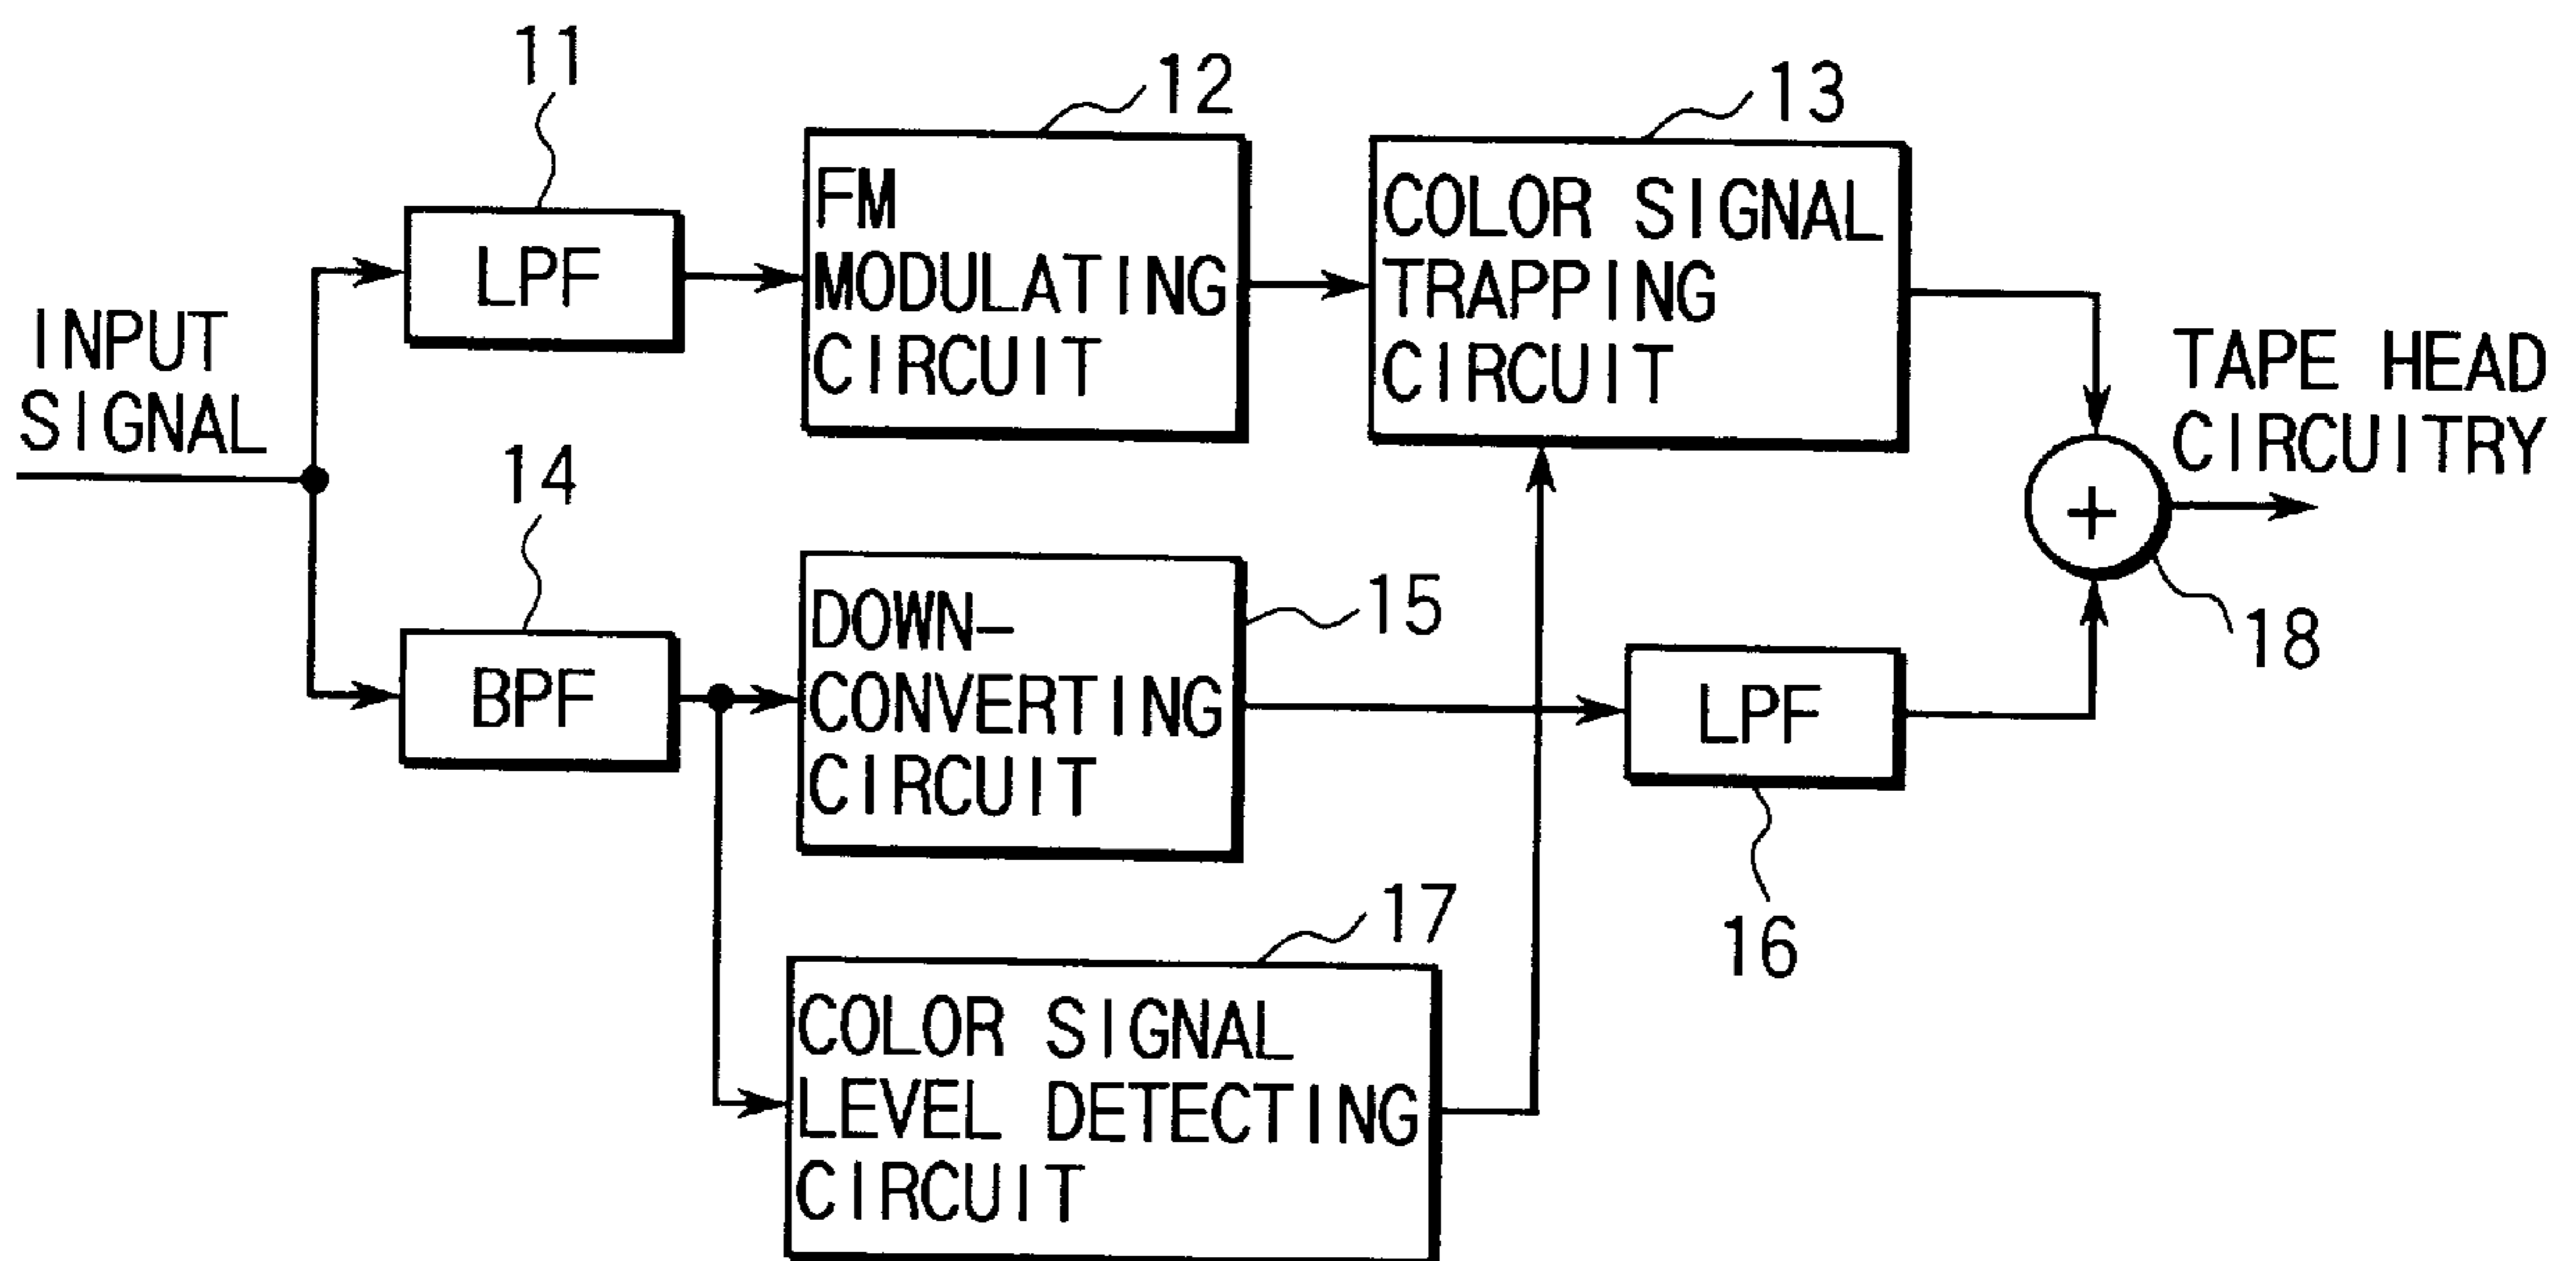 11
12
13
LPF
FM
MODULATING
CIRCUIT
COLOR SIGNAL
TRAPPING
CIRCUIT
INPUT
SIGNAL
TAPE HEAD
CIRCUITRY
+
18
14
BPF
DOWN-
CONVERTING
CIRCUIT
15
LPF
16
17
COLOR SIGNAL
LEVEL DETECTING
CIRCUIT